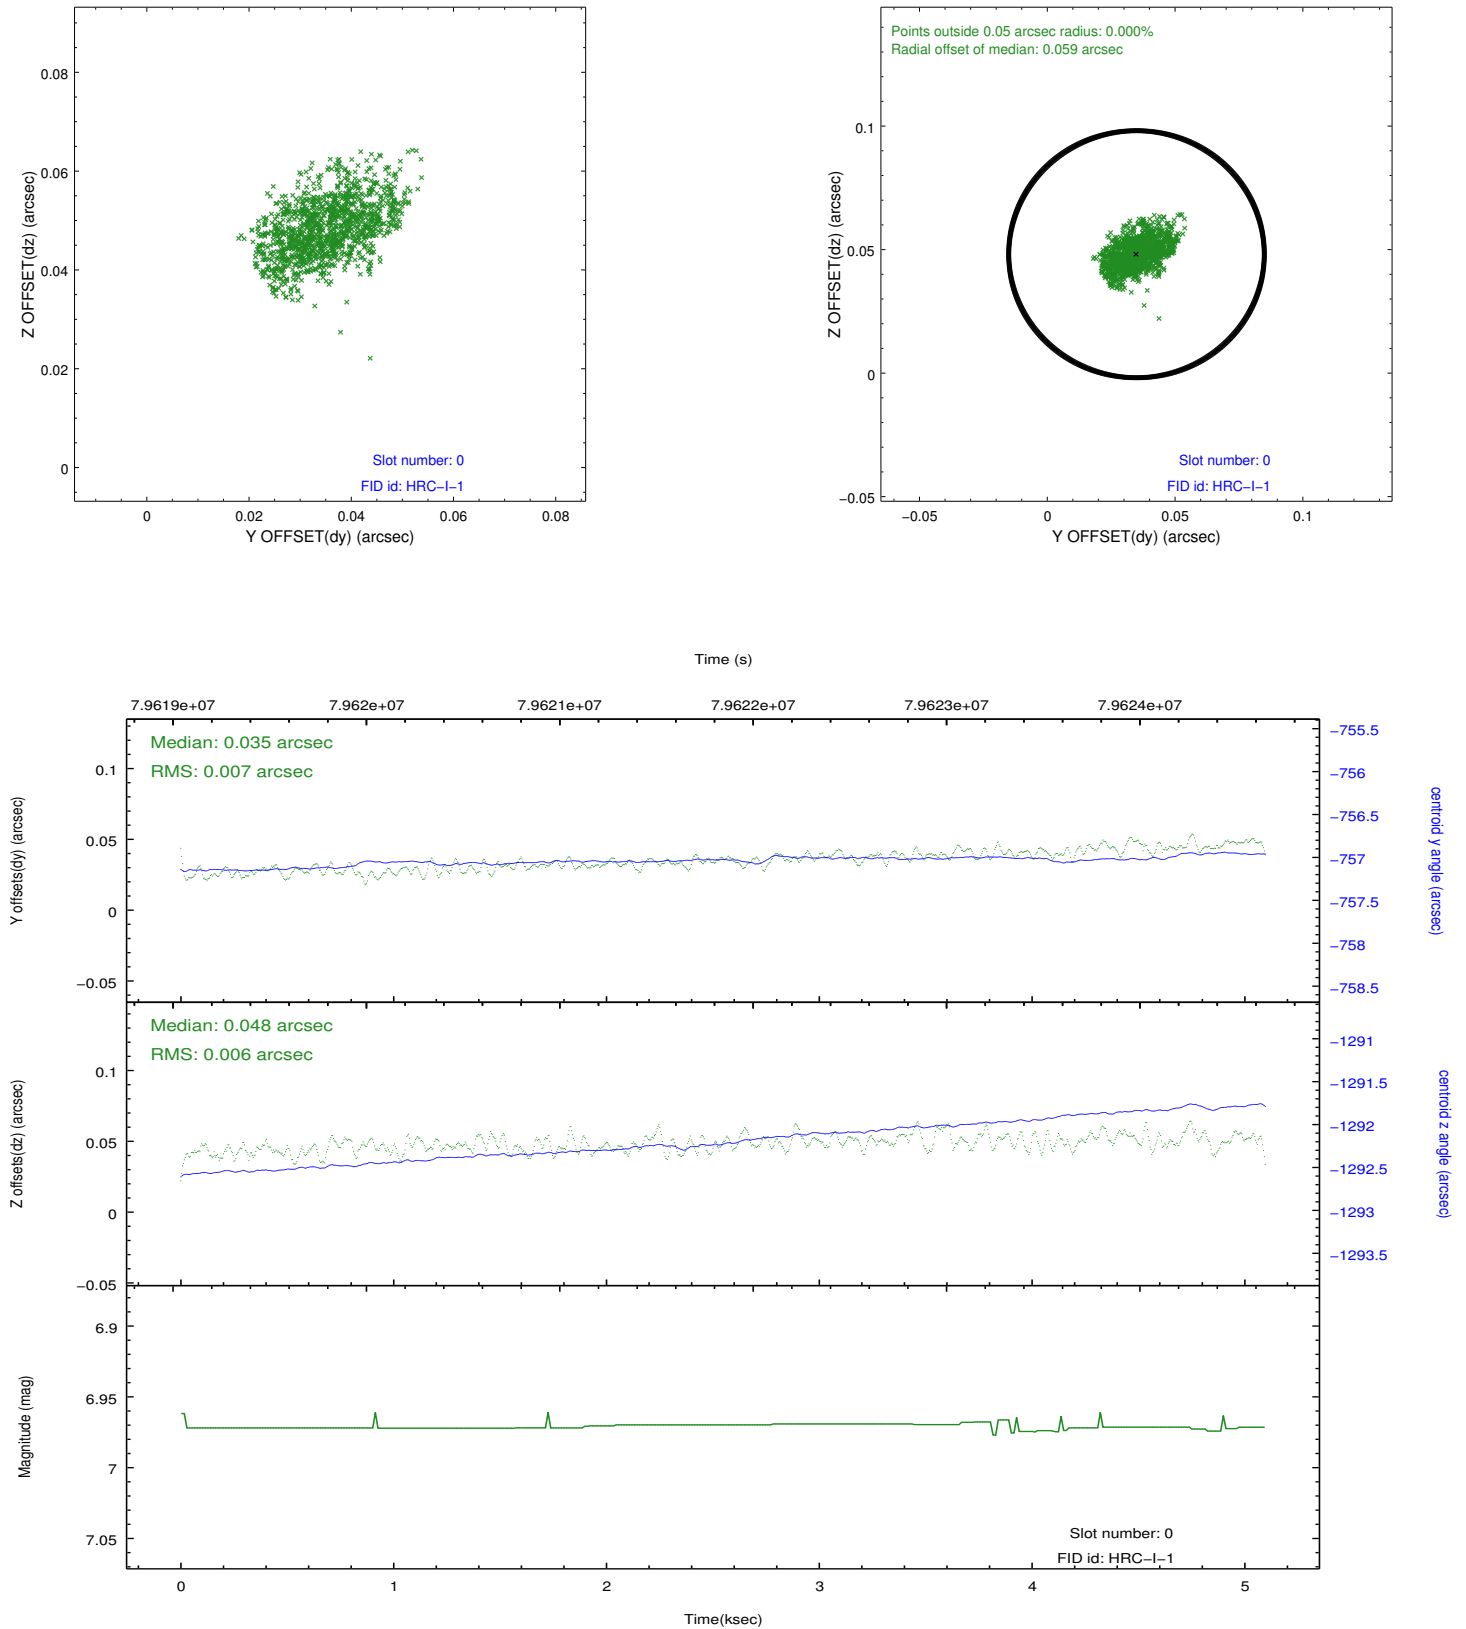 0.08
0.06
0.04
0.02
0
Z OFFSET(dz) (arcsec)
Slot number: 0
FID id: HRC−I−1
0 0.02 0.04 0.06 0.08
Y OFFSET(dy) (arcsec)
Points outside 0.05 arcsec radius: 0.000%
Radial offset of median: 0.059 arcsec
0.1
0.05
0
−0.05
Z OFFSET(dz) (arcsec)
Slot number: 0
FID id: HRC−I−1
−0.05 0 0.05 0.1
Y OFFSET(dy) (arcsec)
Time (s)
7.9619e+07 7.962e+07 7.9621e+07 7.9622e+07 7.9623e+07 7.9624e+07
Median: 0.035 arcsec
RMS: 0.007 arcsec
0.1
0.05
0
−0.05
Y offsets(dy) (arcsec)
−755.5
−756
−756.5
−757
−757.5
−758
−758.5
centroid y angle (arcsec)
Median: 0.048 arcsec
RMS: 0.006 arcsec
0.1
0.05
0
−0.05
Z offsets(dz) (arcsec)
−1291
−1291.5
−1292
−1292.5
−1293
−1293.5
centroid z angle (arcsec)
6.9
6.95
7
7.05
Magnitude (mag)
Slot number: 0
FID id: HRC−I−1
0 1 2 3 4 5
Time(ksec)